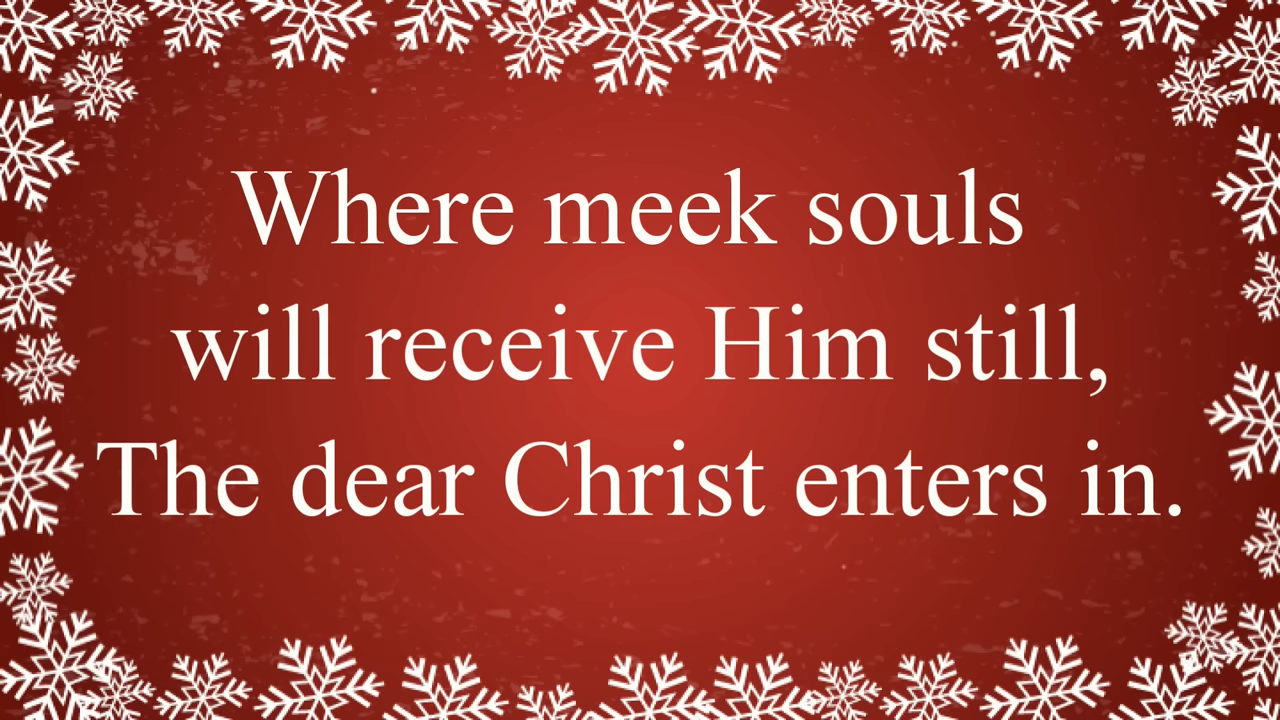 Where meek souls
will receive Him still,
The dear Christ enters in.